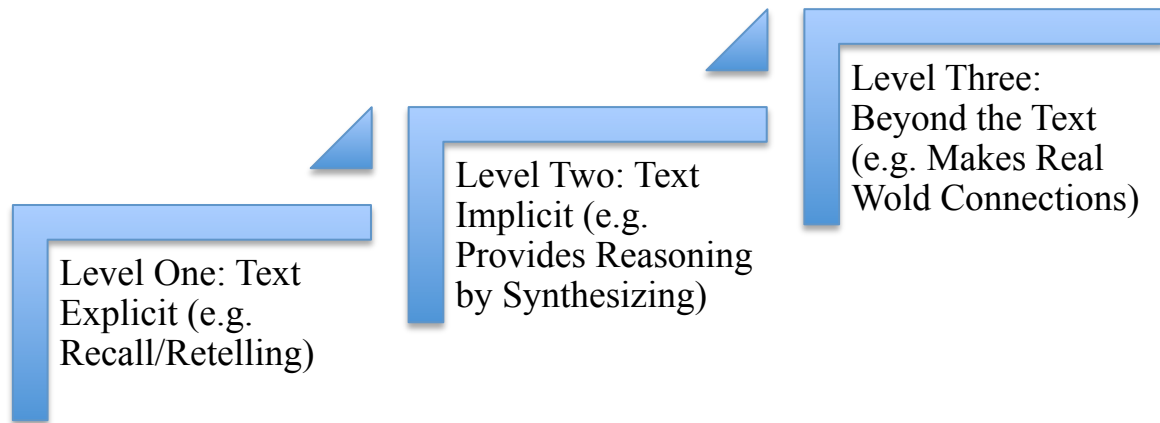 Level One: Text
Explicit (e.g.
Recall/Retelling)
Level Two: Text
Implicit (e.g.
Provides Reasoning
by Synthesizing)
Level Three:
Beyond the Text
(e.g. Makes Real
Wold Connections)